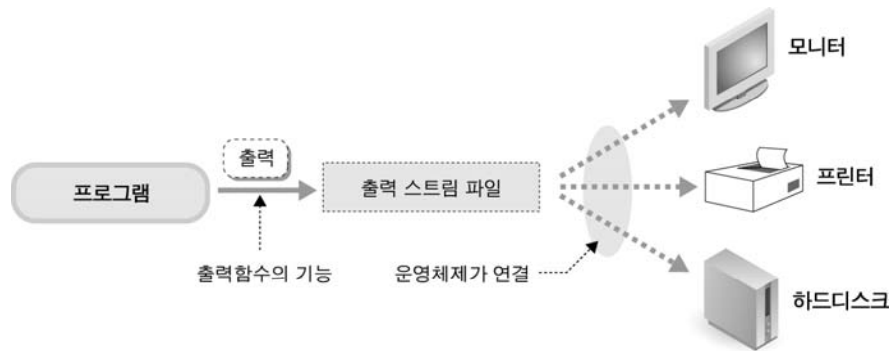 모니터
출력
프로그램
출력 스트림 파일
프린터
출력함수의 기능
운영체제가 연결
하드디스크